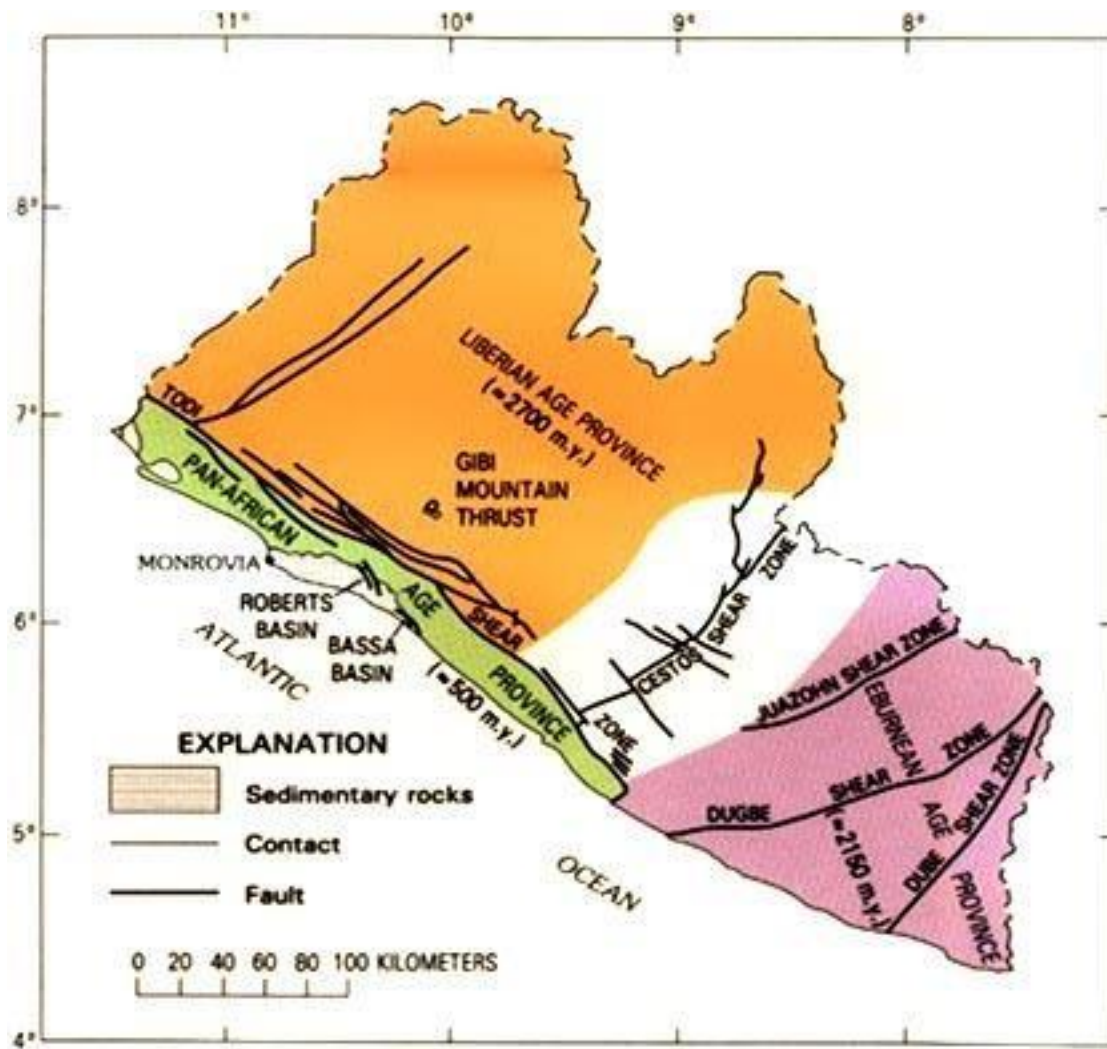 11° 10° 9° 8°
8°
7°
6°
5°
4°
LIBERIAN AGE PROVINCE
(≈2700 m.y.)
TODI
SHEAR
ZONE
GIBI
MOUNTAIN
THRUST
PAN-AFRICAN
AGE
PROVINCE
(≈500 m.y.)
MONROVIA
ROBERTS
BASIN
BASSA
BASIN
CESTOS SHEAR ZONE
JUAZOHN SHEAR ZONE
EBURNEAN
AGE
PROVINCE
(≈2150 m.y.)
DUGBE SHEAR ZONE
DUBE SHEAR ZONE
ATLANTIC
OCEAN
EXPLANATION
Sedimentary rocks
Contact
Fault
0 20 40 60 80 100 KILOMETERS